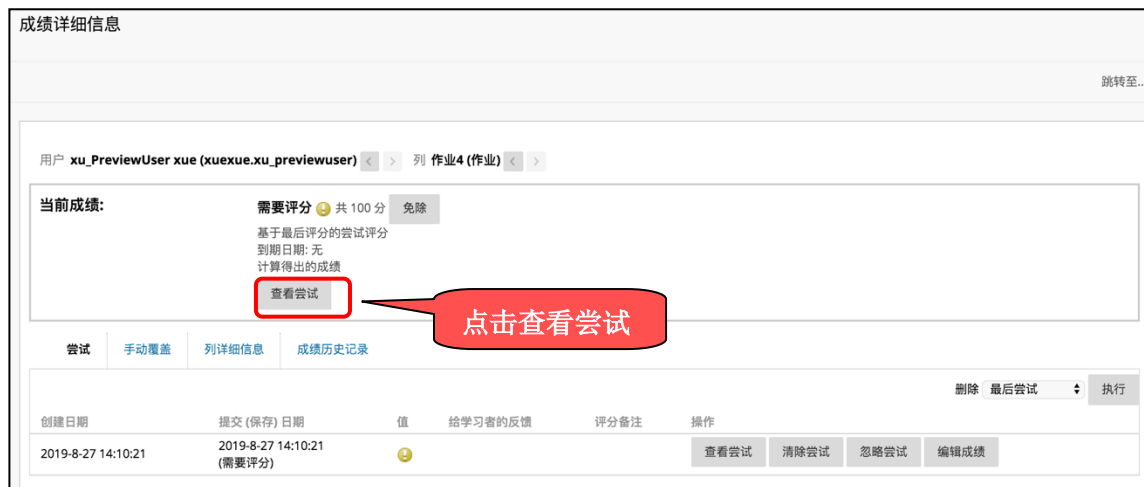 成绩详细信息
跳转至...
用户 xu_PreviewUser xue (xuexue.xu_previewuser) < > 列 作业4 (作业) < >
当前成绩: 需要评分 共 100 分 免除
基于最后评分的尝试评分
到期日期: 无
计算得出的成绩
查看尝试
点击查看尝试
尝试 手动覆盖 列详细信息 成绩历史记录
删除 最后尝试 执行
创建日期 提交 (保存) 日期 值 给学习者的反馈 评分备注 操作
2019-8-27 14:10:21 2019-8-27 14:10:21 查看尝试 清除尝试 忽略尝试 编辑成绩
(需要评分)